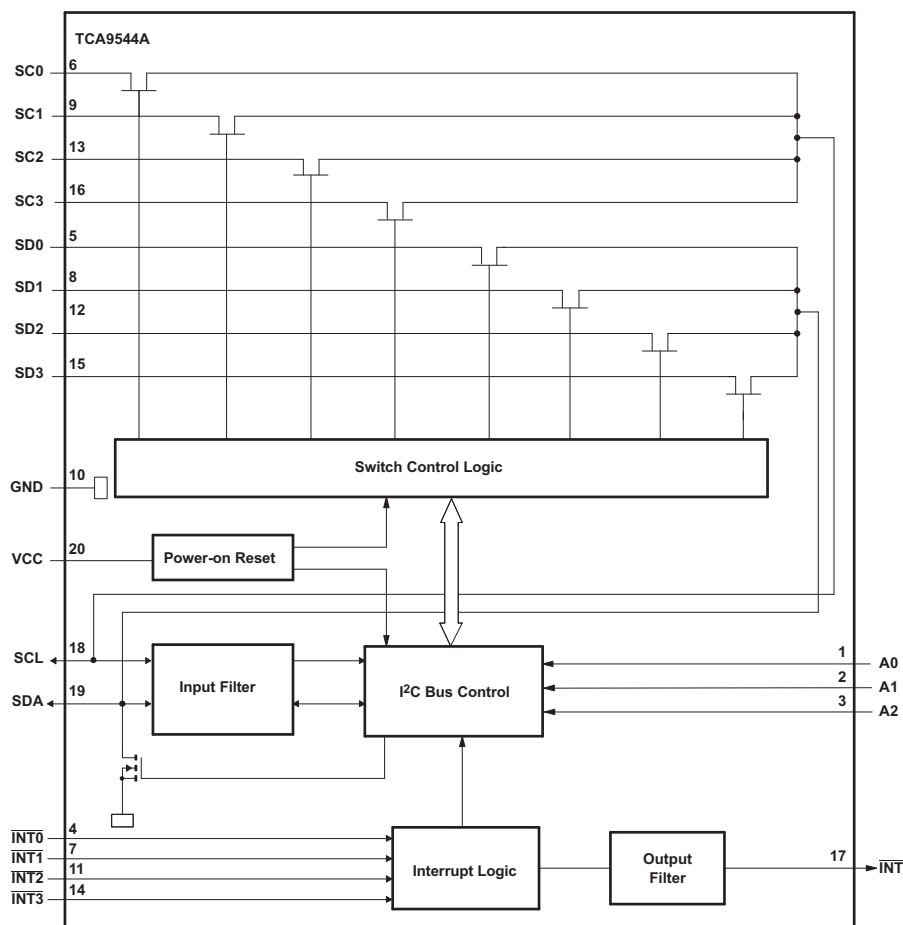 TCA9544A
SC0 6
SC1 9
SC2 13
SC3 16
SD0 5
SD1 8
SD2 12
SD3 15
Switch Control Logic
GND 10
VCC 20
Power-on Reset
SCL 18
SDA 19
Input Filter
I²C Bus Control
1 A0
2 A1
3 A2
INT0 4
INT1 7
INT2 11
INT3 14
Interrupt Logic
Output
Filter
17 INT